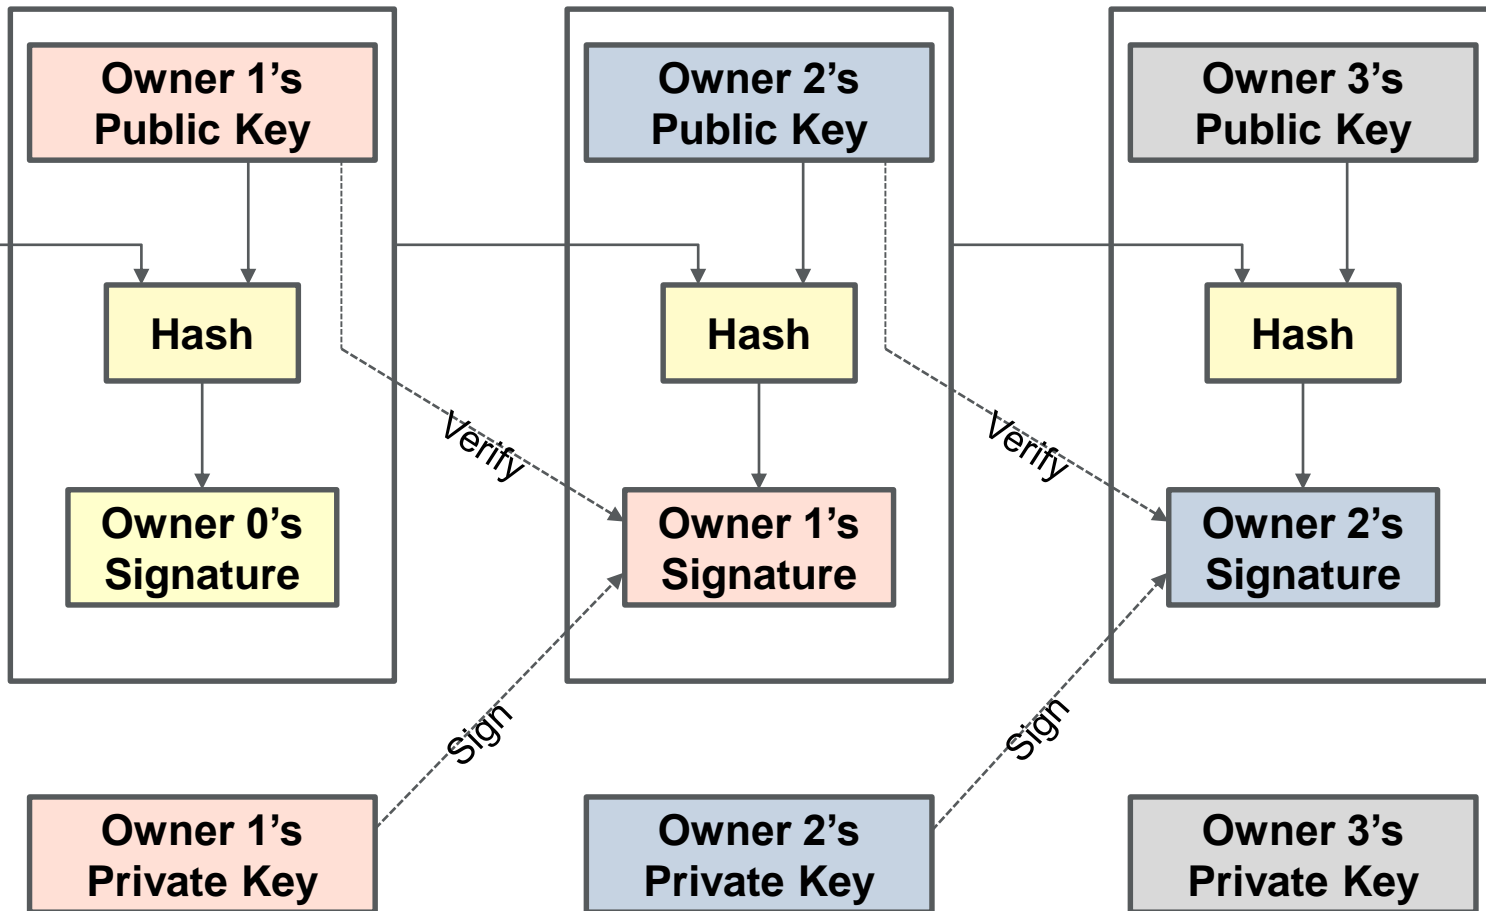 Owner 1’s
Public Key
Owner 2’s
Public Key
Owner 3’s
Public Key
Hash
Hash
Hash
Verify
Verify
Owner 0’s
Signature
Owner 1’s
Signature
Owner 2’s
Signature
Sign
Sign
Owner 1’s
Private Key
Owner 2’s
Private Key
Owner 3’s
Private Key